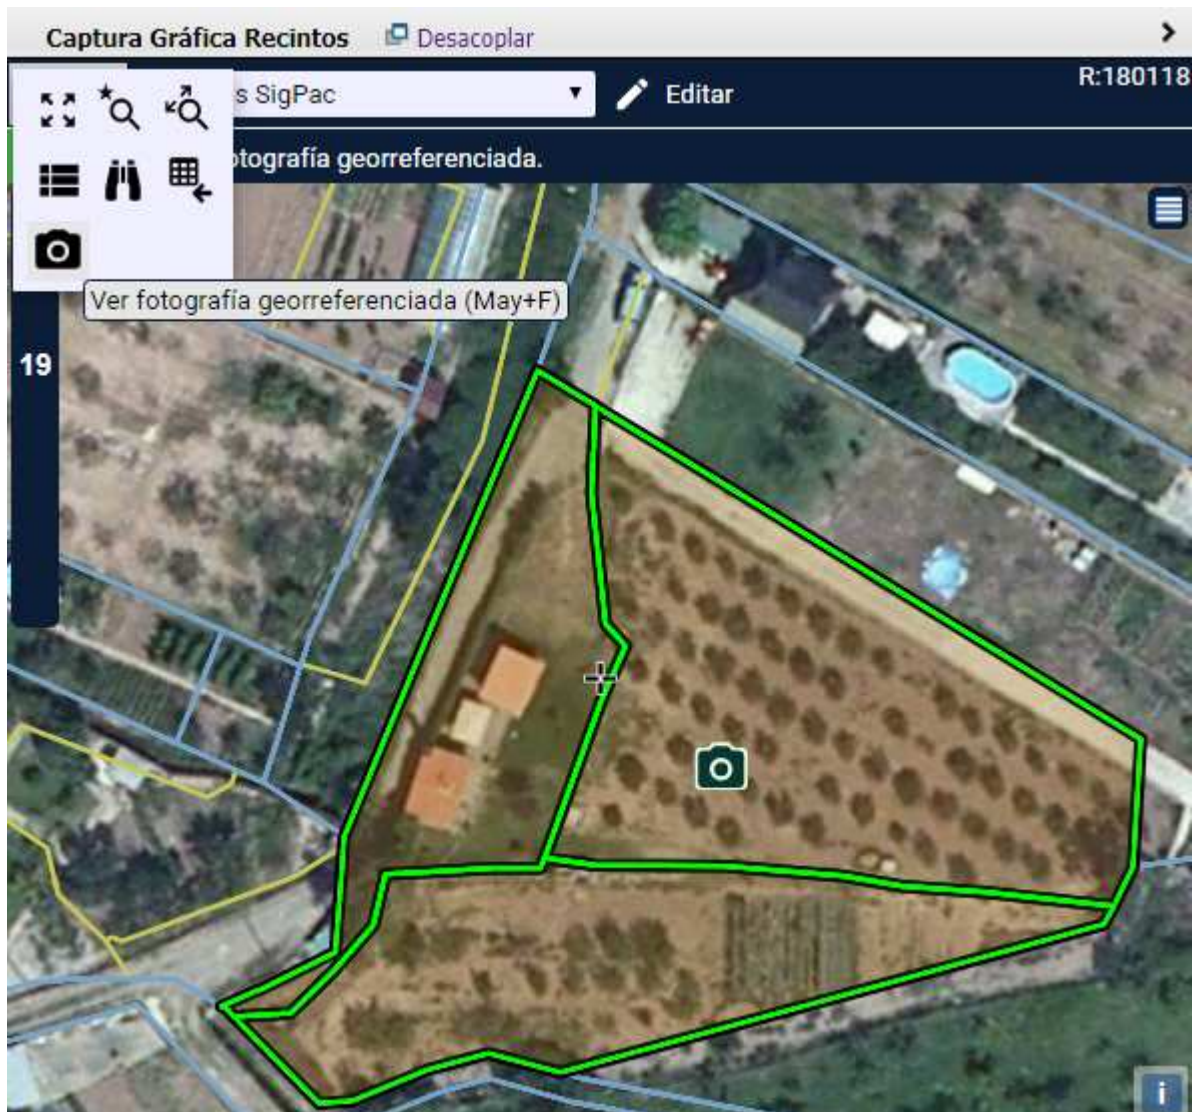 Captura Gráfica Recintos Desacoplar
s SigPac Editar R:180118
otografía georreferenciada.
Ver fotografía georreferenciada (May+F)
19
i